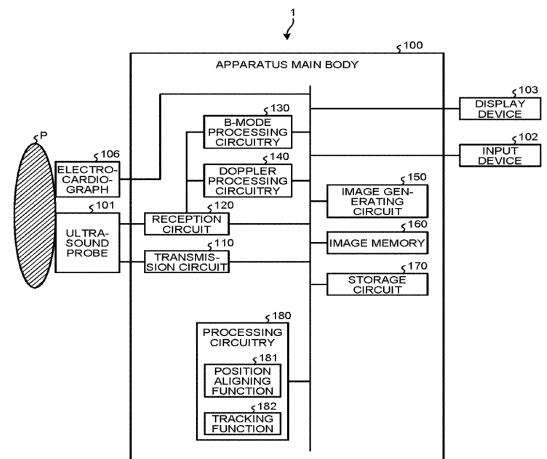 1
100
APPARATUS MAIN BODY
103
DISPLAY
DEVICE
130
B-MODE
PROCESSING
CIRCUITRY
P
106
ELECTRO-
CARDIO-
GRAPH
102
INPUT
DEVICE
140
DOPPLER
PROCESSING
CIRCUITRY
150
IMAGE GEN-
ERATING
CIRCUIT
101
ULTRA-
SOUND
PROBE
120
RECEPTION
CIRCUIT
160
IMAGE MEMORY
110
TRANSMIS-
SION CIRCUIT
170
STORAGE
CIRCUIT
180
PROCESSING
CIRCUITRY
181
POSITION
ALIGNING
FUNCTION
182
TRACKING
FUNCTION